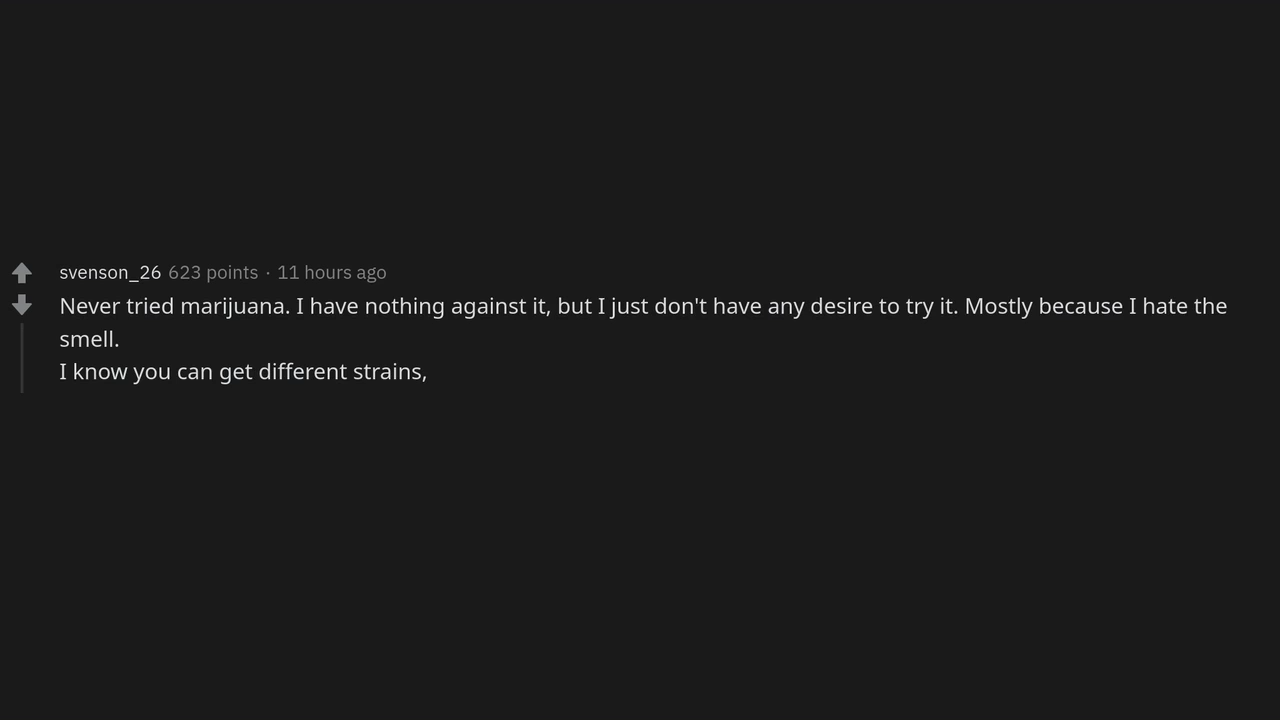 svenson_26 623 points · 11 hours ago
Never tried marijuana. I have nothing against it, but I just don't have any desire to try it. Mostly because I hate the
smell.
I know you can get different strains,